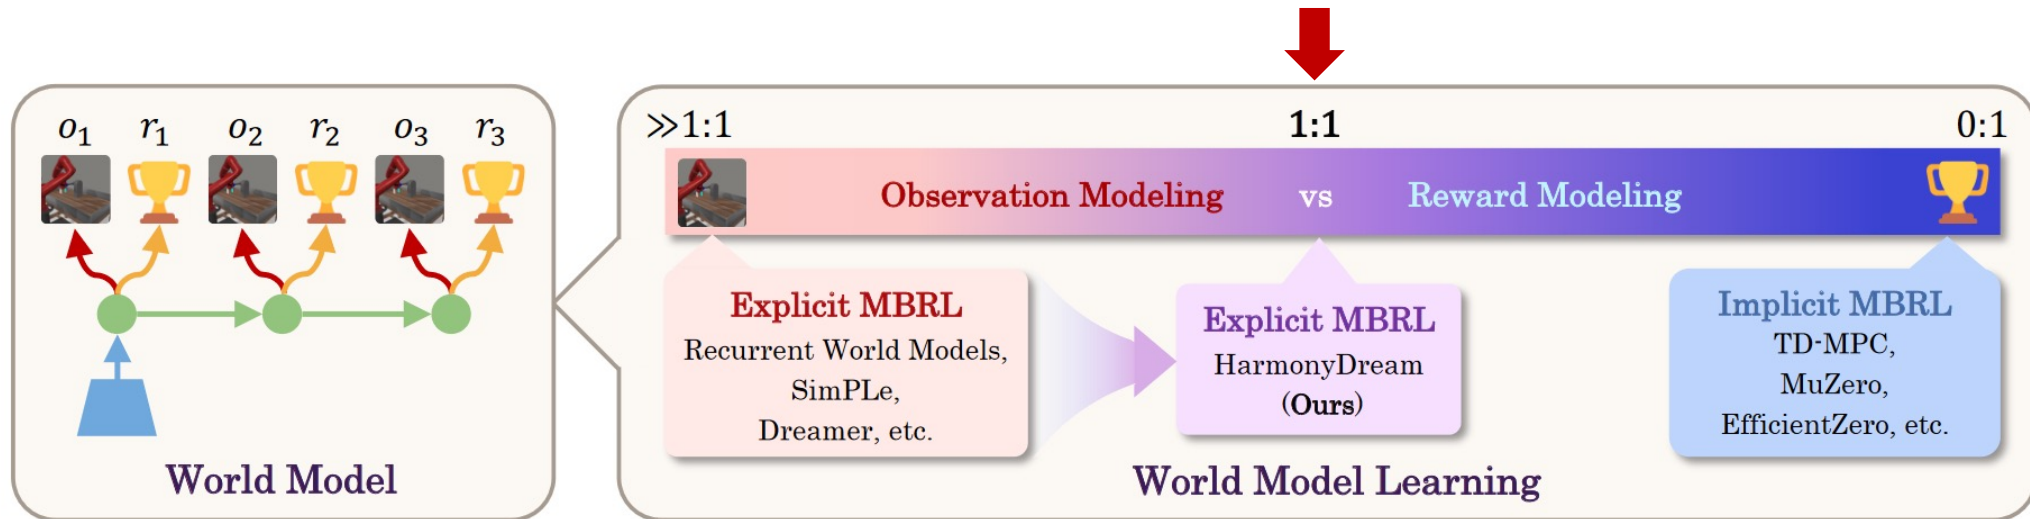 o₁ r₁ o₂ r₂ o₃ r₃
World Model
≫1:1 1:1 0:1
Observation Modeling vs Reward Modeling
Explicit MBRL
Recurrent World Models,
SimPLe,
Dreamer, etc.
Explicit MBRL
HarmonyDream
(Ours)
Implicit MBRL
TD-MPC,
MuZero,
EfficientZero, etc.
World Model Learning